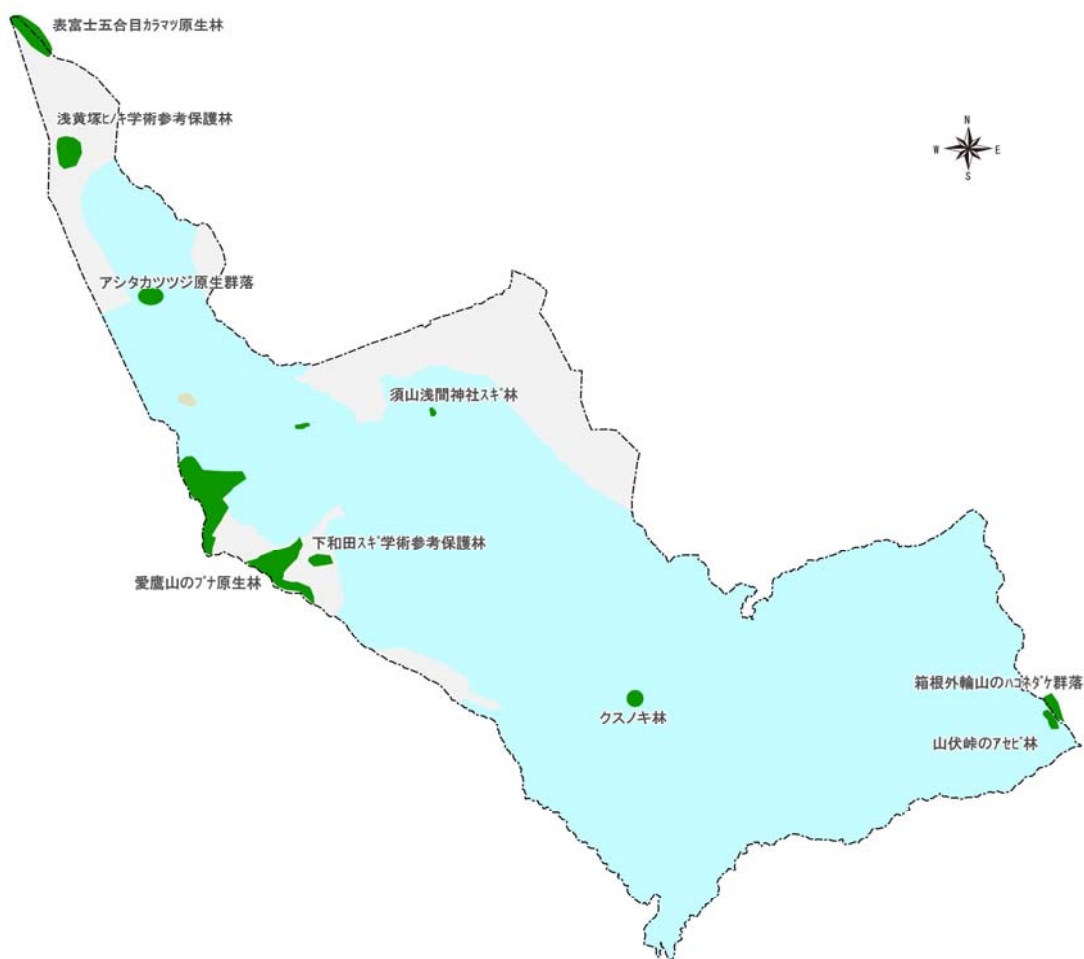 表富士五合目ｶﾗﾏﾂ原生林
浅黄塚ﾋﾉｷ学術参考保護林
N
W E
S
アシタカツツジ原生群落
須山浅間神社ｽｷﾞ林
下和田ｽｷﾞ学術参考保護林
愛鷹山のﾌﾞﾅ原生林
箱根外輪山のﾊｺﾈﾀﾞｹ群落
クスノキ林
山伏峠のｱｾﾋﾞ林